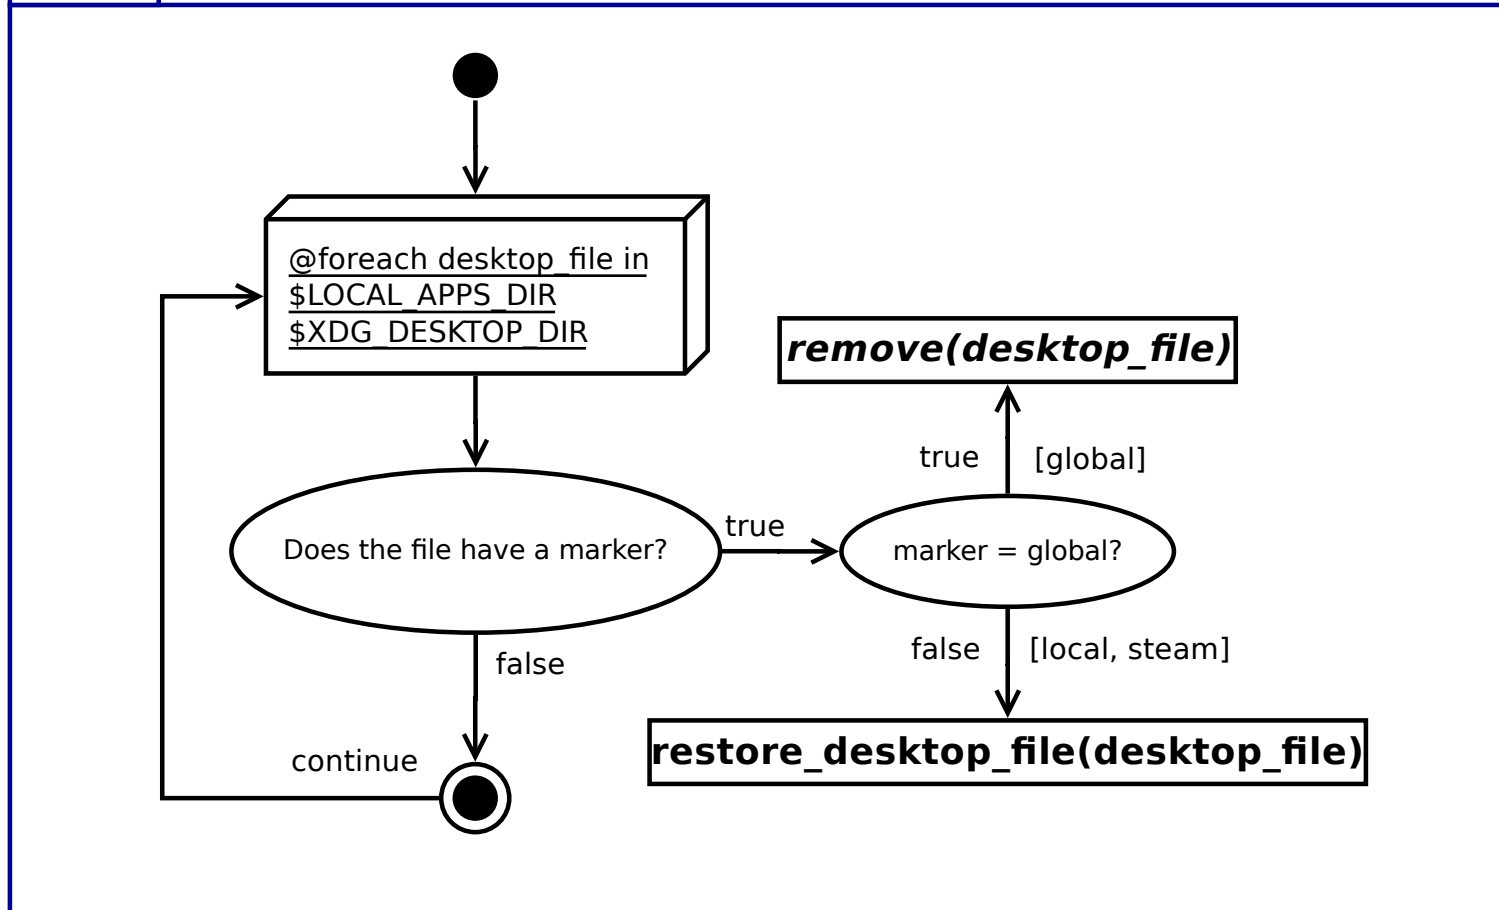 @foreach desktop_file in
$LOCAL_APPS_DIR
$XDG_DESKTOP_DIR
remove(desktop_file)
true [global]
Does the file have a marker?
true
marker = global?
false [local, steam]
false
restore_desktop_file(desktop_file)
continue